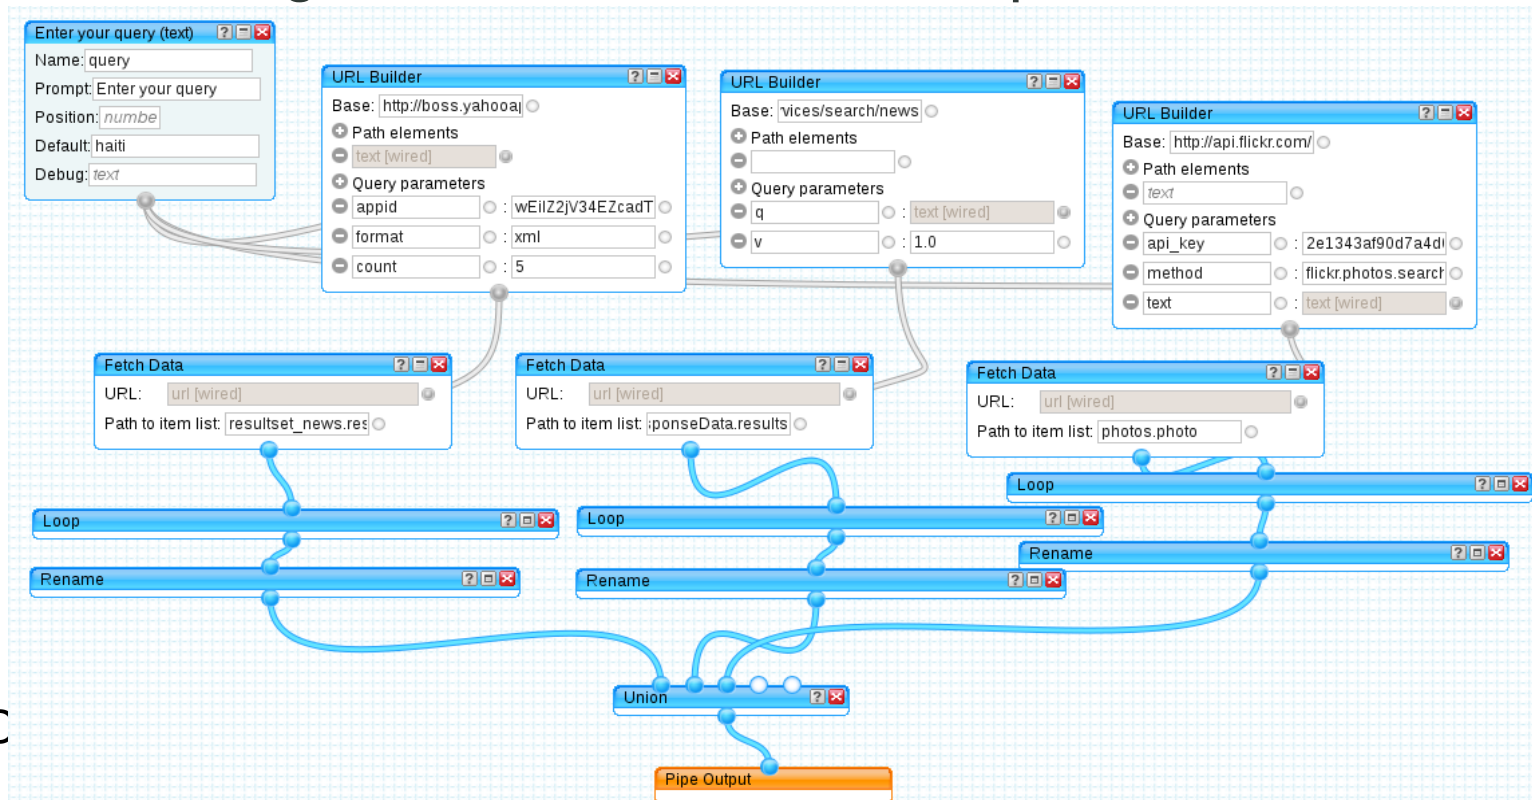 Enter your query (text)
Name: query
Prompt: Enter your query
Position: numbe
Default: haiti
Debug: text
URL Builder
Base: http://boss.yahooa
Path elements
text [wired]
Query parameters
appid : wEiIZ2jV34EZcadT
format : xml
count : 5
URL Builder
Base: vices/search/news
Path elements
Query parameters
q : text [wired]
v : 1.0
URL Builder
Base: http://api.flickr.com/
Path elements
text
Query parameters
api_key : 2e1343af90d7a4d
method : flickr.photos.search
text : text [wired]
Fetch Data
URL: url [wired]
Path to item list: resultset_news.res
Fetch Data
URL: url [wired]
Path to item list: ponseData.results
Fetch Data
URL: url [wired]
Path to item list: photos.photo
Loop
Loop
Loop
Rename
Rename
Rename
Union
Pipe Output